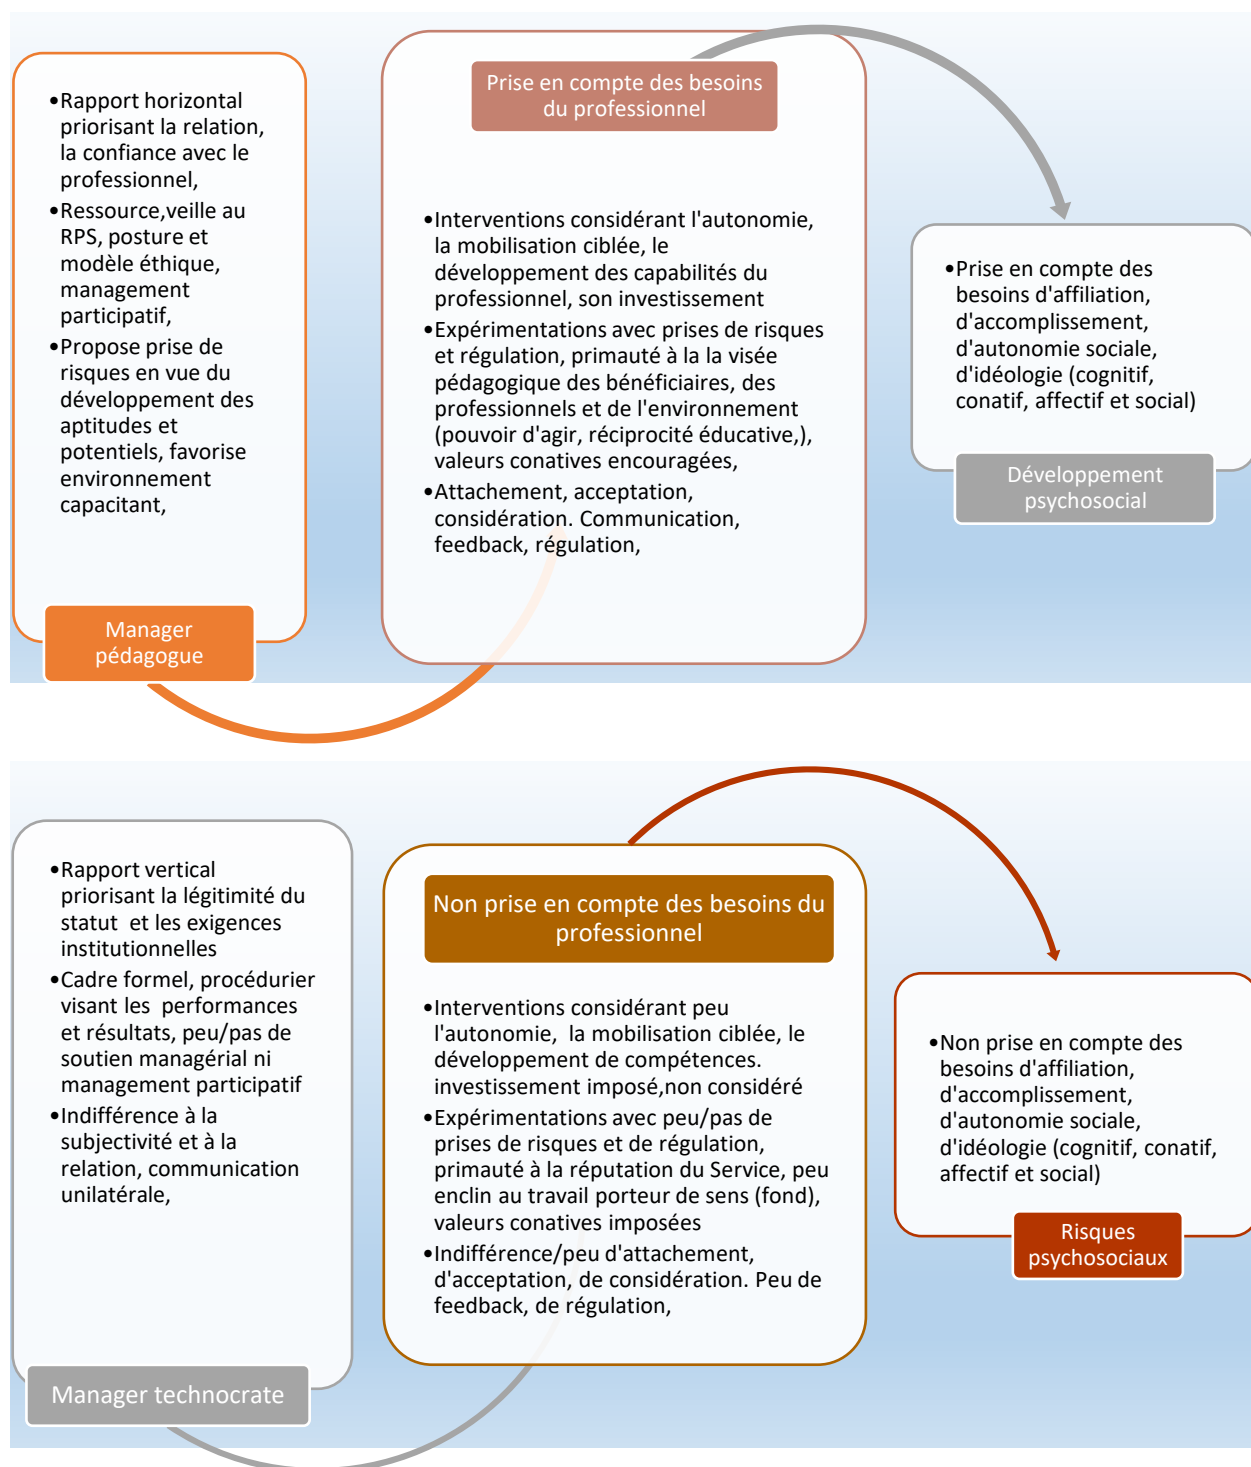 •Rapport horizontal
priorisant la relation,
la confiance avec le
professionnel,
•Ressource,veille au
RPS, posture et
modèle éthique,
management
participatif,
•Propose prise de
risques en vue du
développement des
aptitudes et
potentiels, favorise
environnement
capacitant,
Manager
pédagogue
Prise en compte des besoins
du professionnel
•Interventions considérant l'autonomie,
la mobilisation ciblée, le
développement des capabilités du
professionnel, son investissement
•Expérimentations avec prises de risques
et régulation, primauté à la la visée
pédagogique des bénéficiaires, des
professionnels et de l'environnement
(pouvoir d'agir, réciprocité éducative,),
valeurs conatives encouragées,
•Attachement, acceptation,
considération. Communication,
feedback, régulation,
•Prise en compte des
besoins d'affiliation,
d'accomplissement,
d'autonomie sociale,
d'idéologie (cognitif,
conatif, affectif et social)
Développement
psychosocial
•Rapport vertical
priorisant la légitimité du
statut  et les exigences
institutionnelles
•Cadre formel, procédurier
visant les  performances
et résultats, peu/pas de
soutien managérial ni
management participatif
•Indifférence à la
subjectivité et à la
relation, communication
unilatérale,
Manager technocrate
Non prise en compte des besoins du
professionnel
•Interventions considérant peu
l'autonomie,  la mobilisation ciblée, le
développement de compétences.
investissement imposé,non considéré
•Expérimentations avec peu/pas de
prises de risques et de régulation,
primauté à la réputation du Service, peu
enclin au travail porteur de sens (fond),
valeurs conatives imposées
•Indifférence/peu d'attachement,
d'acceptation, de considération. Peu de
feedback, de régulation,
•Non prise en compte des
besoins d'affiliation,
d'accomplissement,
d'autonomie sociale,
d'idéologie (cognitif, conatif,
affectif et social)
Risques
psychosociaux